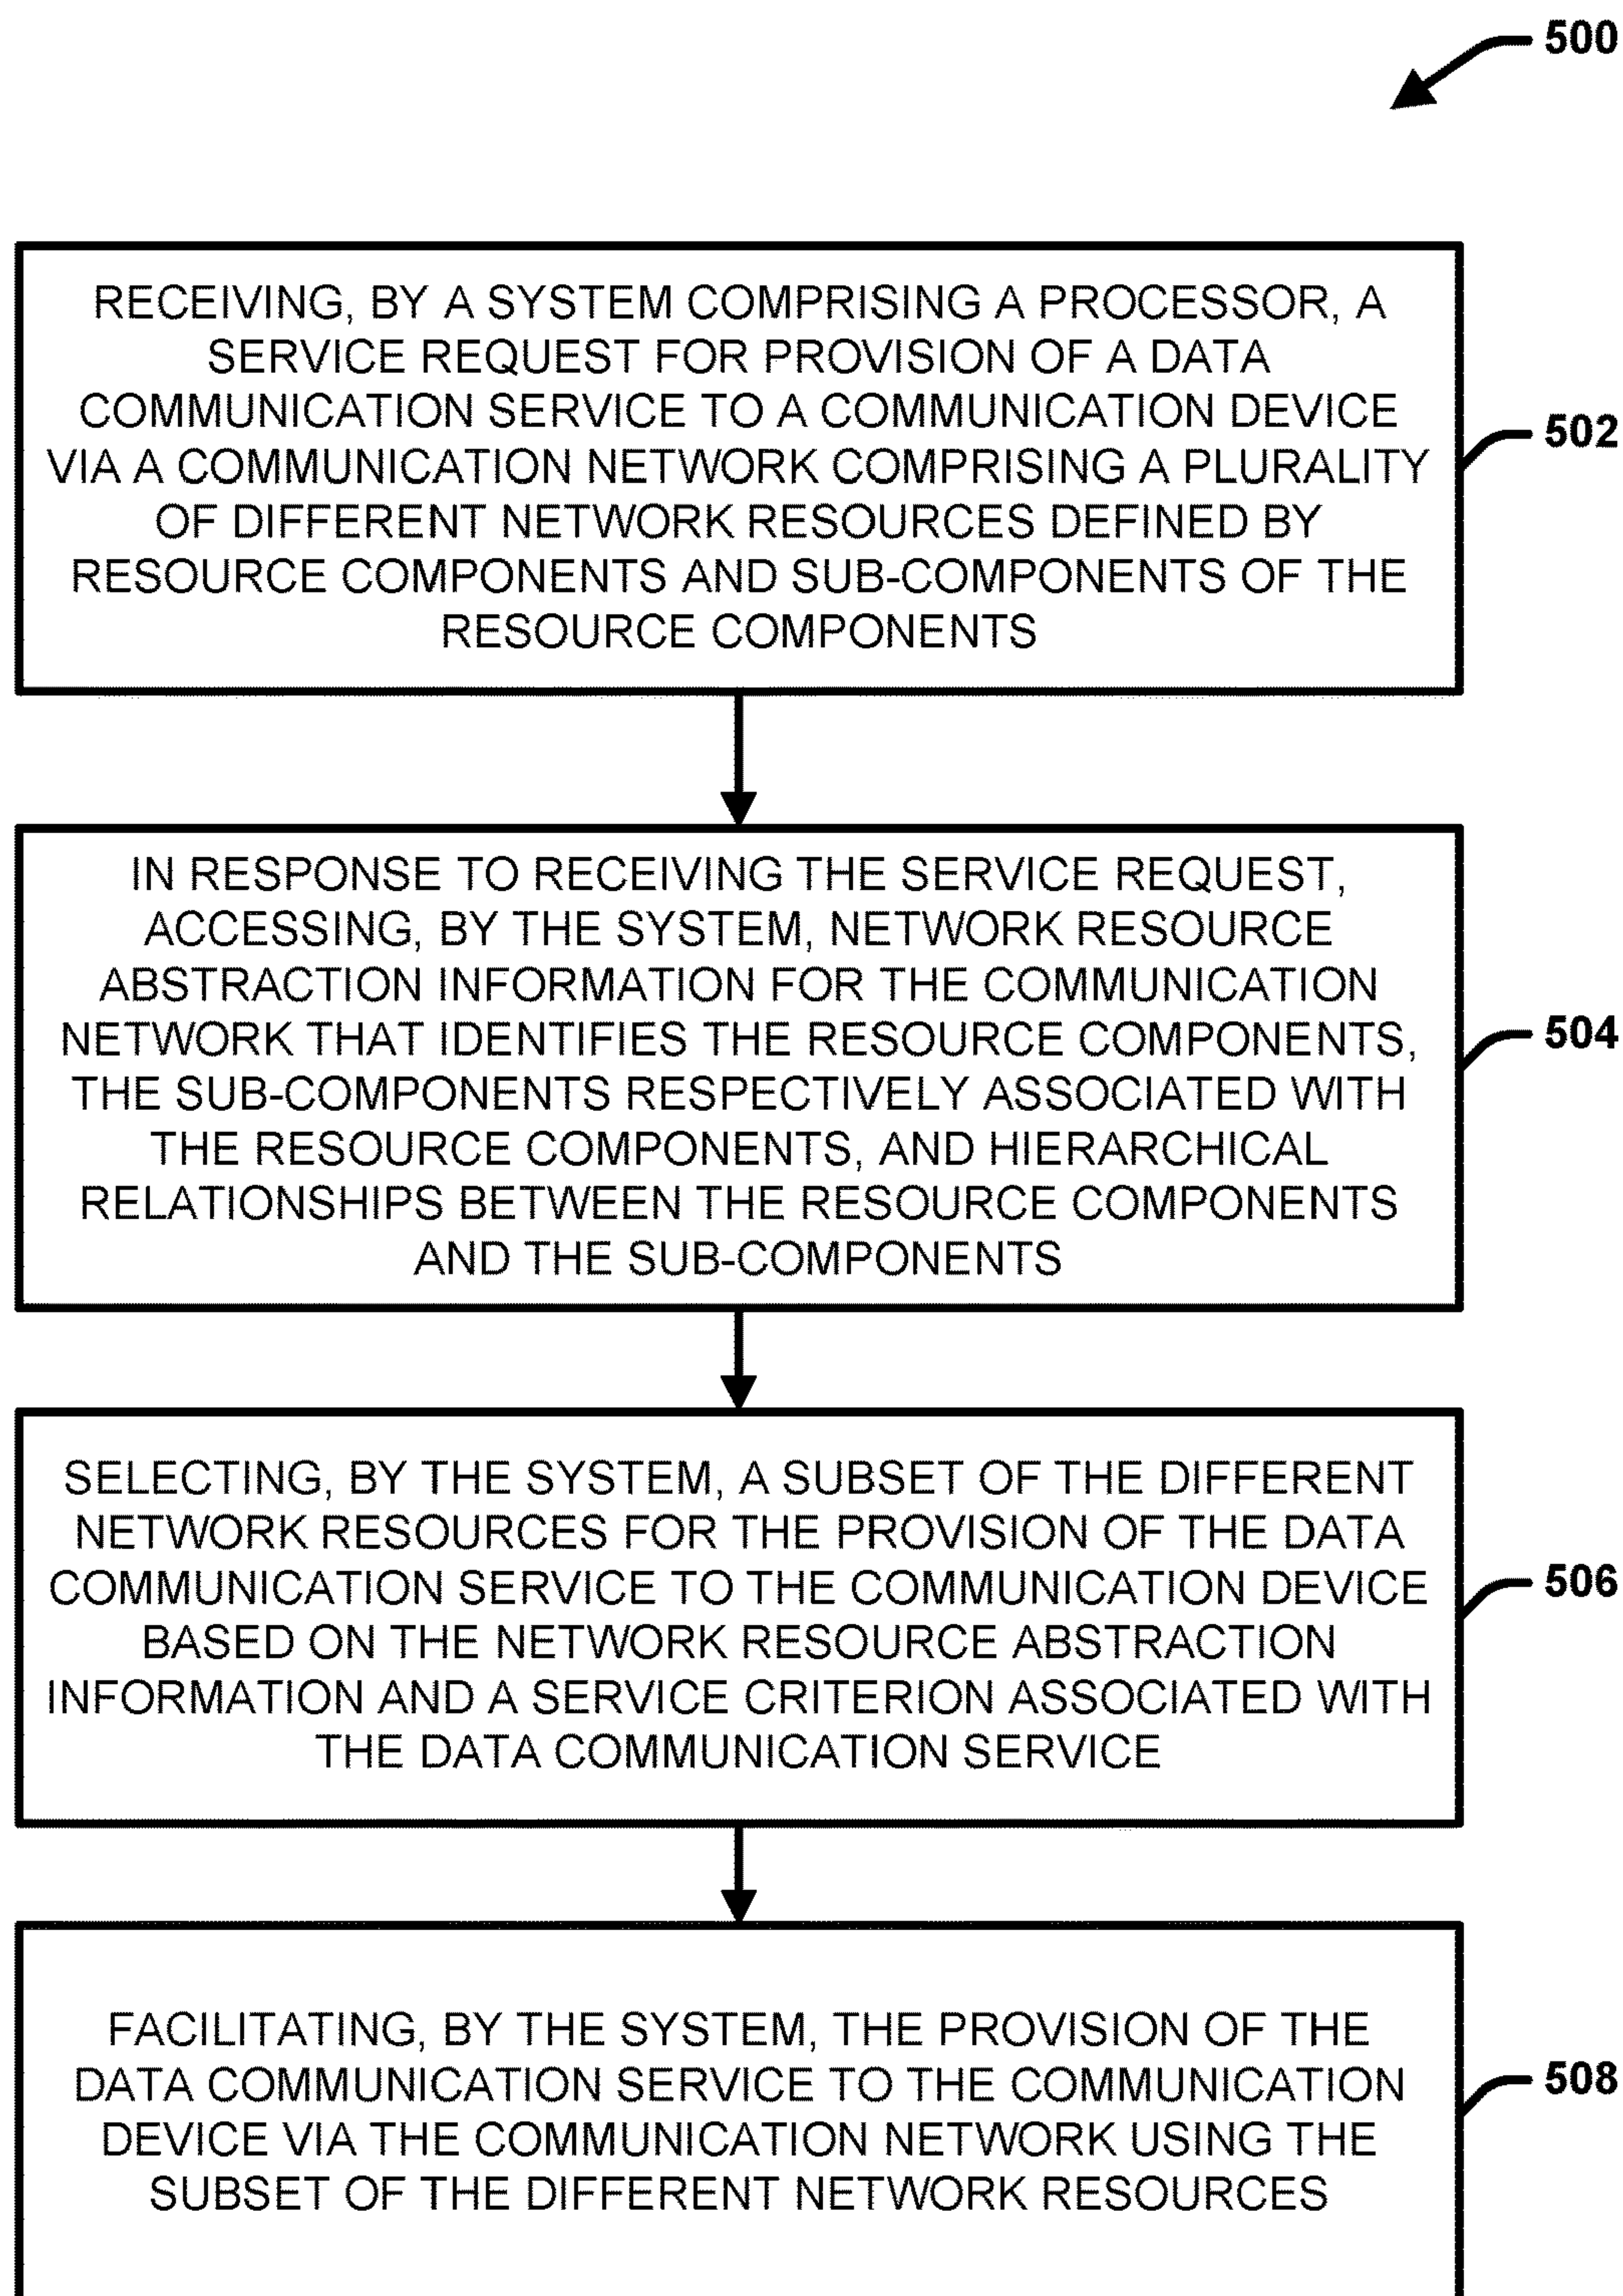 500
RECEIVING, BY A SYSTEM COMPRISING A PROCESSOR, A
SERVICE REQUEST FOR PROVISION OF A DATA
COMMUNICATION SERVICE TO A COMMUNICATION DEVICE
VIA A COMMUNICATION NETWORK COMPRISING A PLURALITY
OF DIFFERENT NETWORK RESOURCES DEFINED BY
RESOURCE COMPONENTS AND SUB-COMPONENTS OF THE
RESOURCE COMPONENTS
502
IN RESPONSE TO RECEIVING THE SERVICE REQUEST,
ACCESSING, BY THE SYSTEM, NETWORK RESOURCE
ABSTRACTION INFORMATION FOR THE COMMUNICATION
NETWORK THAT IDENTIFIES THE RESOURCE COMPONENTS,
THE SUB-COMPONENTS RESPECTIVELY ASSOCIATED WITH
THE RESOURCE COMPONENTS, AND HIERARCHICAL
RELATIONSHIPS BETWEEN THE RESOURCE COMPONENTS
AND THE SUB-COMPONENTS
504
SELECTING, BY THE SYSTEM, A SUBSET OF THE DIFFERENT
NETWORK RESOURCES FOR THE PROVISION OF THE DATA
COMMUNICATION SERVICE TO THE COMMUNICATION DEVICE
BASED ON THE NETWORK RESOURCE ABSTRACTION
INFORMATION AND A SERVICE CRITERION ASSOCIATED WITH
THE DATA COMMUNICATION SERVICE
506
FACILITATING, BY THE SYSTEM, THE PROVISION OF THE
DATA COMMUNICATION SERVICE TO THE COMMUNICATION
DEVICE VIA THE COMMUNICATION NETWORK USING THE
SUBSET OF THE DIFFERENT NETWORK RESOURCES
508